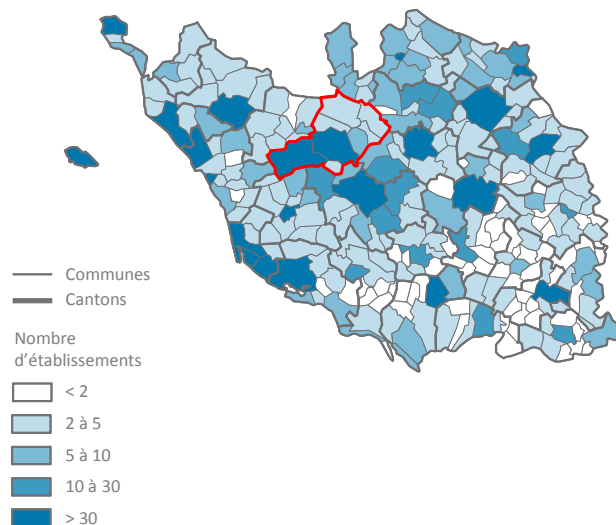 Communes
Cantons
Nombre
d'établissements
< 2
2 à 5
5 à 10
10 à 30
> 30